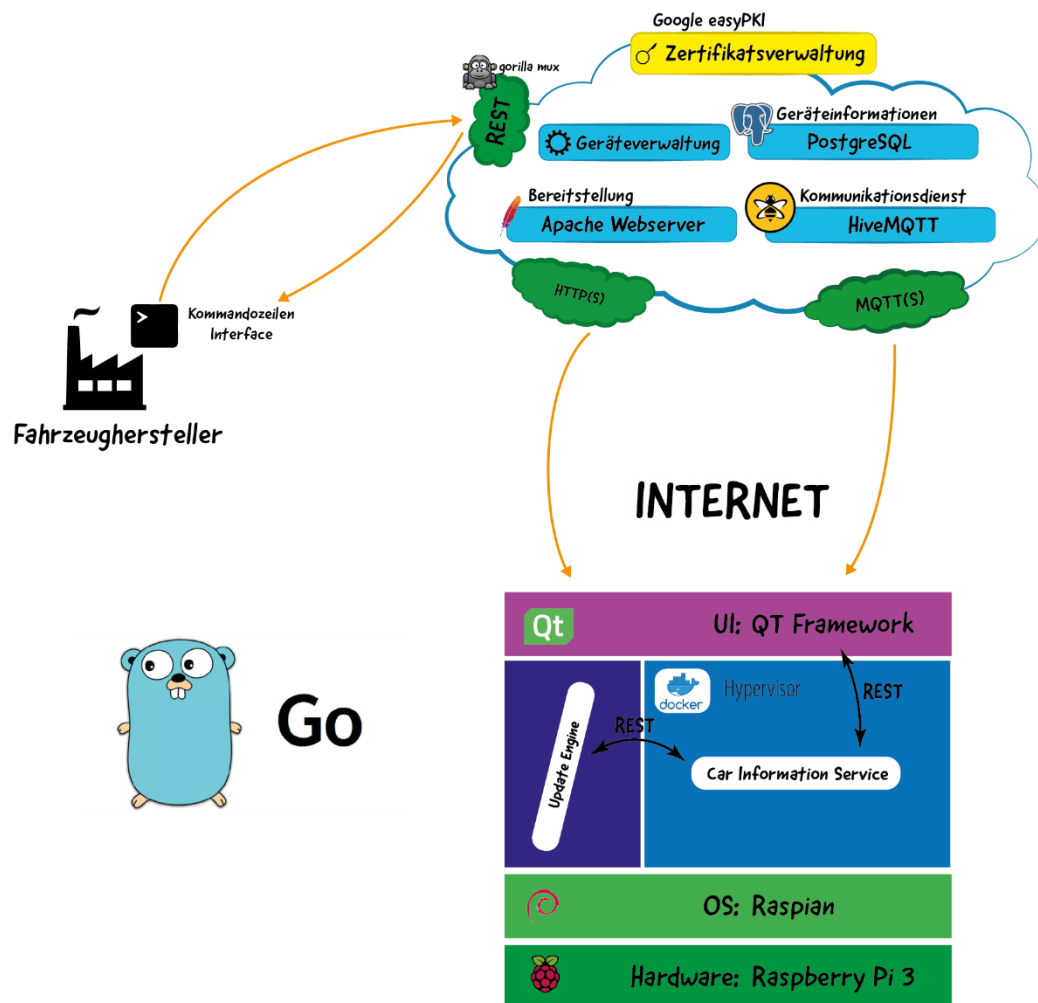 Google easyPKI
Zertifikatsverwaltung
gorilla mux
REST
Geräteinformationen
Geräteverwaltung
PostgreSQL
Bereitstellung
Kommunikationsdienst
Apache Webserver
HiveMQTT
HTTP(S)
MQTT(S)
Kommandozeilen
Interface
Fahrzeughersteller
INTERNET
Qt
UI: QT Framework
docker
Hypervisor
REST
REST
Update Engine
Car Information Service
Go
OS: Raspian
Hardware: Raspberry Pi 3